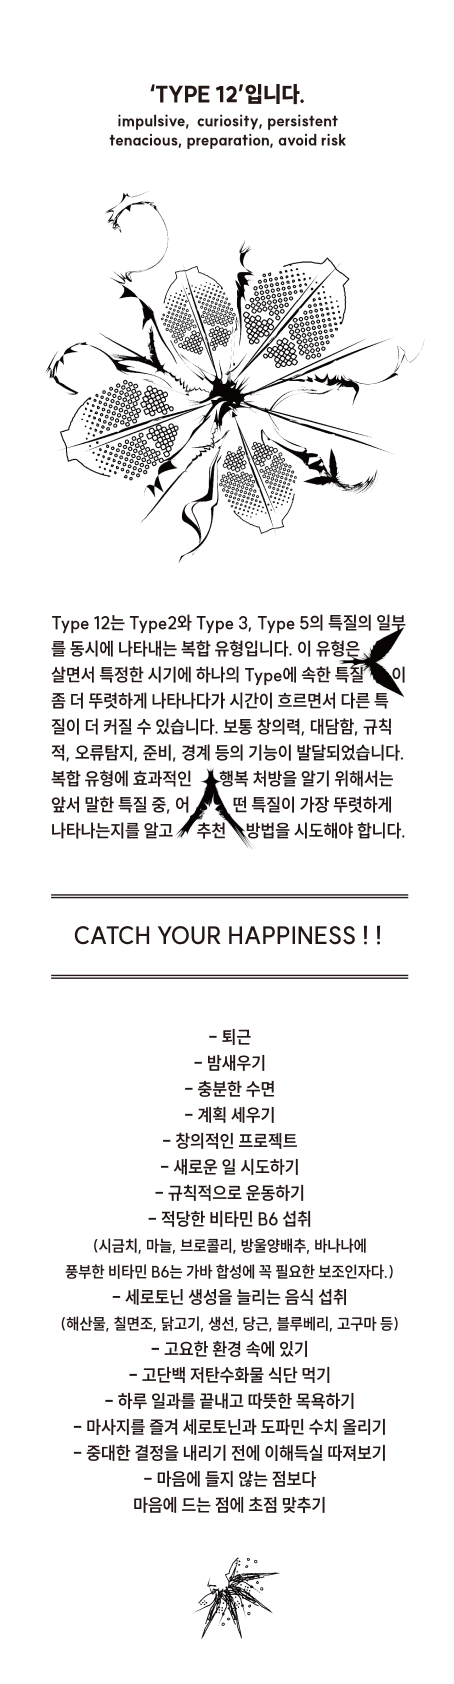 ‘TYPE 12’입니다.
impulsive, curiosity, persistent
tenacious, preparation, avoid risk
Type 12는 Type2와 Type 3, Type 5의 특질의 일부
를 동시에 나타내는 복합 유형입니다. 이 유형은
살면서 특정한 시기에 하나의 Type에 속한 특질 이
좀 더 뚜렷하게 나타나다가 시간이 흐르면서 다른 특
질이 더 커질 수 있습니다. 보통 창의력, 대담함, 규칙
적, 오류탐지, 준비, 경계 등의 기능이 발달되었습니다.
복합 유형에 효과적인 행복 처방을 알기 위해서는
앞서 말한 특질 중, 어 떤 특질이 가장 뚜렷하게
나타나는지를 알고 추천 방법을 시도해야 합니다.
CATCH YOUR HAPPINESS ! !
- 퇴근
- 밤새우기
- 충분한 수면
- 계획 세우기
- 창의적인 프로젝트
- 새로운 일 시도하기
- 규칙적으로 운동하기
- 적당한 비타민 B6 섭취
(시금치, 마늘, 브로콜리, 방울양배추, 바나나에
풍부한 비타민 B6는 가바 합성에 꼭 필요한 보조인자다.)
- 세로토닌 생성을 늘리는 음식 섭취
(해산물, 칠면조, 닭고기, 생선, 당근, 블루베리, 고구마 등)
- 고요한 환경 속에 있기
- 고단백 저탄수화물 식단 먹기
- 하루 일과를 끝내고 따뜻한 목욕하기
- 마사지를 즐겨 세로토닌과 도파민 수치 올리기
- 중대한 결정을 내리기 전에 이해득실 따져보기
- 마음에 들지 않는 점보다
마음에 드는 점에 초점 맞추기